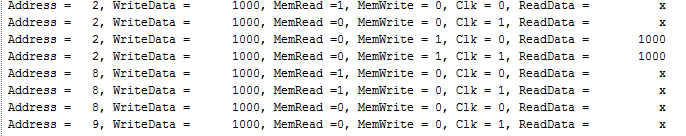 Address =   2, WriteData =       1000, MemRead =1, MemWrite = 0, Clk = 0, ReadData =          x
Address =   2, WriteData =       1000, MemRead =0, MemWrite = 0, Clk = 1, ReadData =          x
Address =   2, WriteData =       1000, MemRead =0, MemWrite = 1, Clk = 0, ReadData =       1000
Address =   2, WriteData =       1000, MemRead =0, MemWrite = 1, Clk = 1, ReadData =       1000
Address =   8, WriteData =       1000, MemRead =1, MemWrite = 0, Clk = 0, ReadData =          x
Address =   8, WriteData =       1000, MemRead =1, MemWrite = 0, Clk = 1, ReadData =          x
Address =   8, WriteData =       1000, MemRead =0, MemWrite = 0, Clk = 0, ReadData =          x
Address =   9, WriteData =       1000, MemRead =0, MemWrite = 0, Clk = 1, ReadData =          x